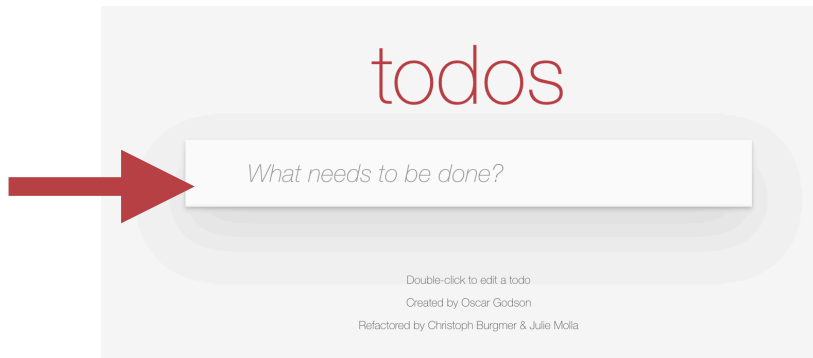 todos
What needs to be done?
Double-click to edit a todo
Created by Oscar Godson
Refactored by Christoph Burgmer & Julie Molla